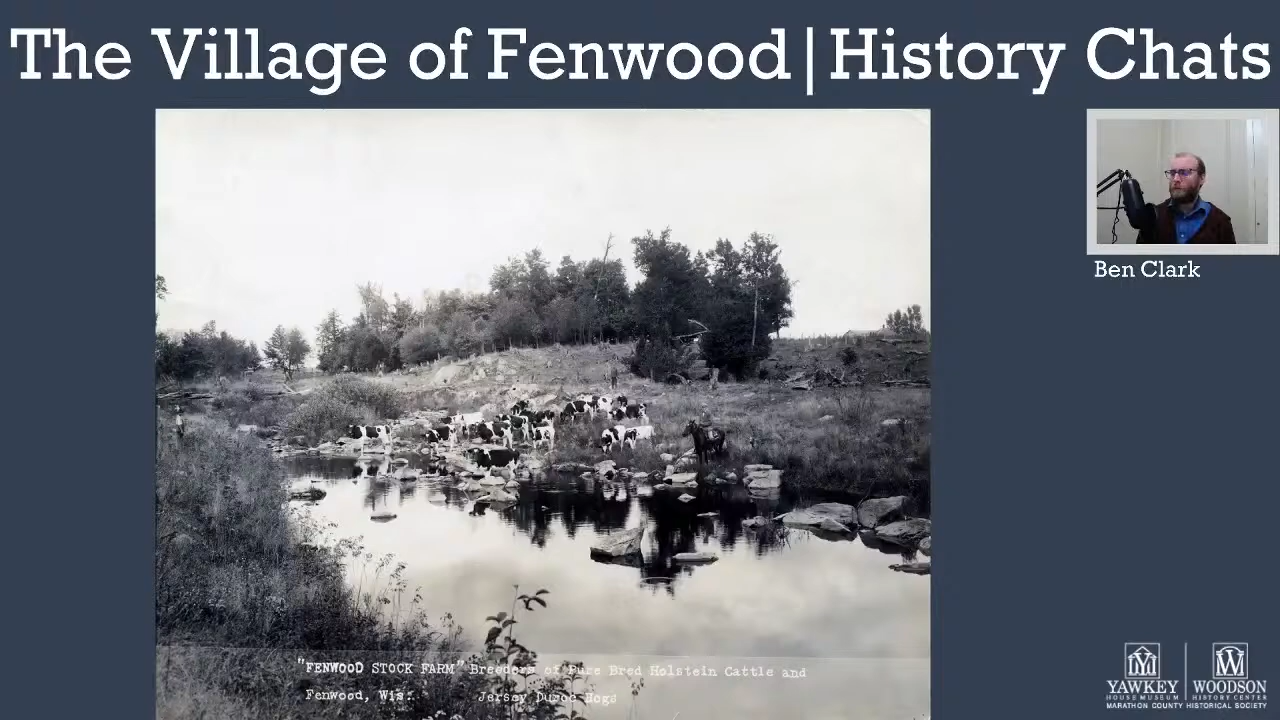 The Village of Fenwood|History Chats
Ben Clark
"FENWOOD STOCK FARM" Breeders of Pure Bred Holstein Cattle and
Fenwood, Wis. Jersey Duroc Hogs
YAWKEY
HOUSE MUSEUM
WOODSON
HISTORY CENTER
MARATHON COUNTY HISTORICAL SOCIETY